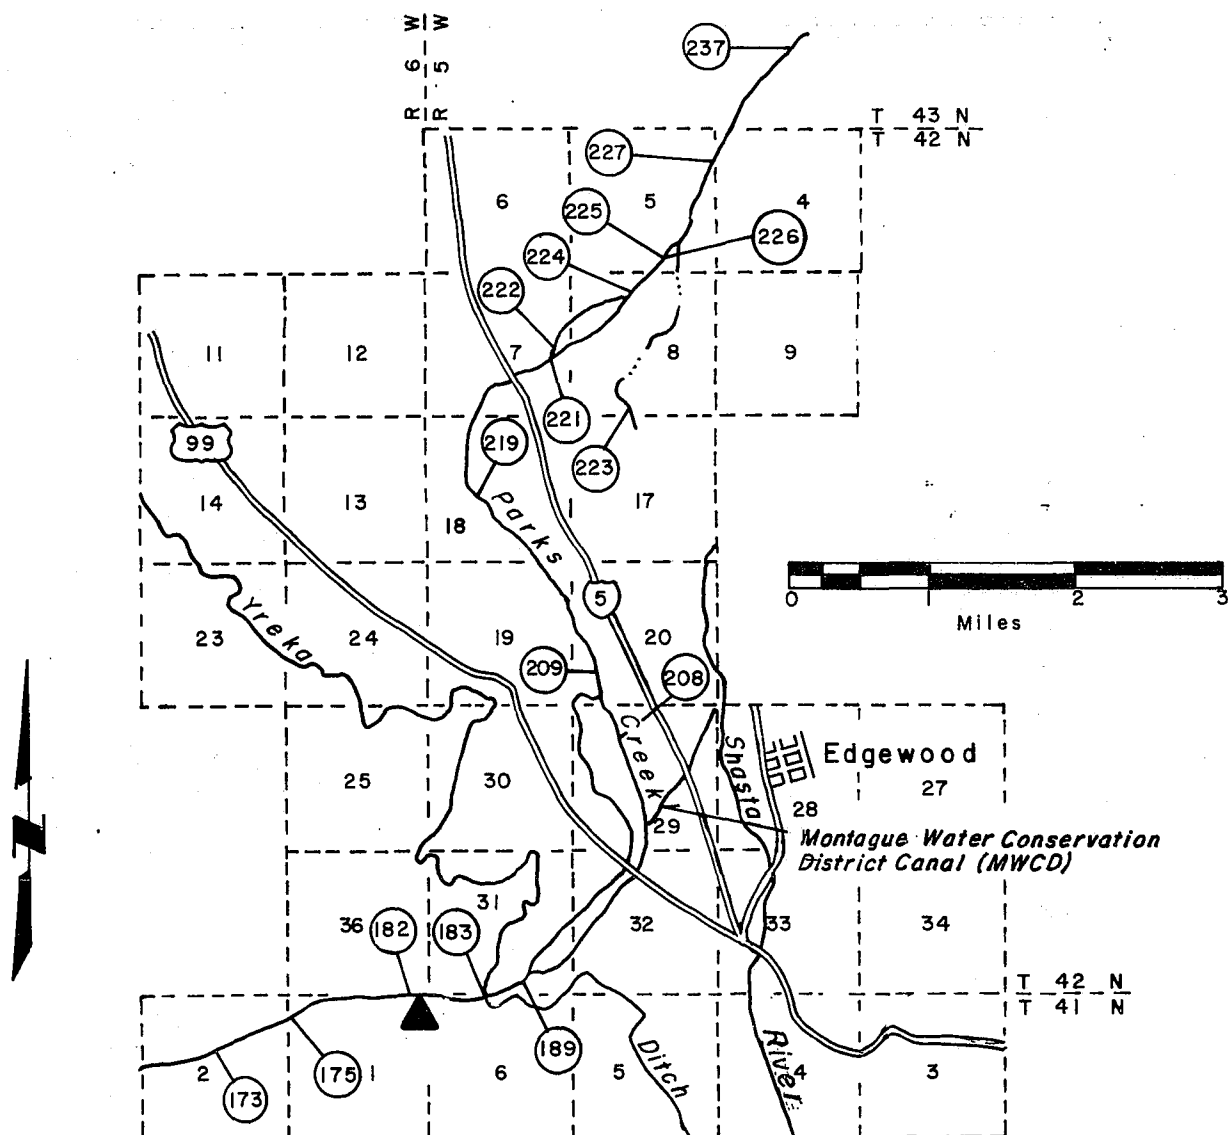 R 6 W
R 5 W
237
T 43 N
T 42 N
227
6
5
4
225
226
224
222
11
12
7
8
9
221
99
219
223
14
13
18
Parks
17
5
0 1 2 3
Miles
23
Yreka
24
19
20
209
208
Creek
Shasta
Edgewood
25
30
29
28
27
Montague Water Conservation
District Canal (MWCD)
31
36
182
183
32
33
34
T 42 N
T 41 N
189
Ditch
River
2
173
175
1
6
5
4
3